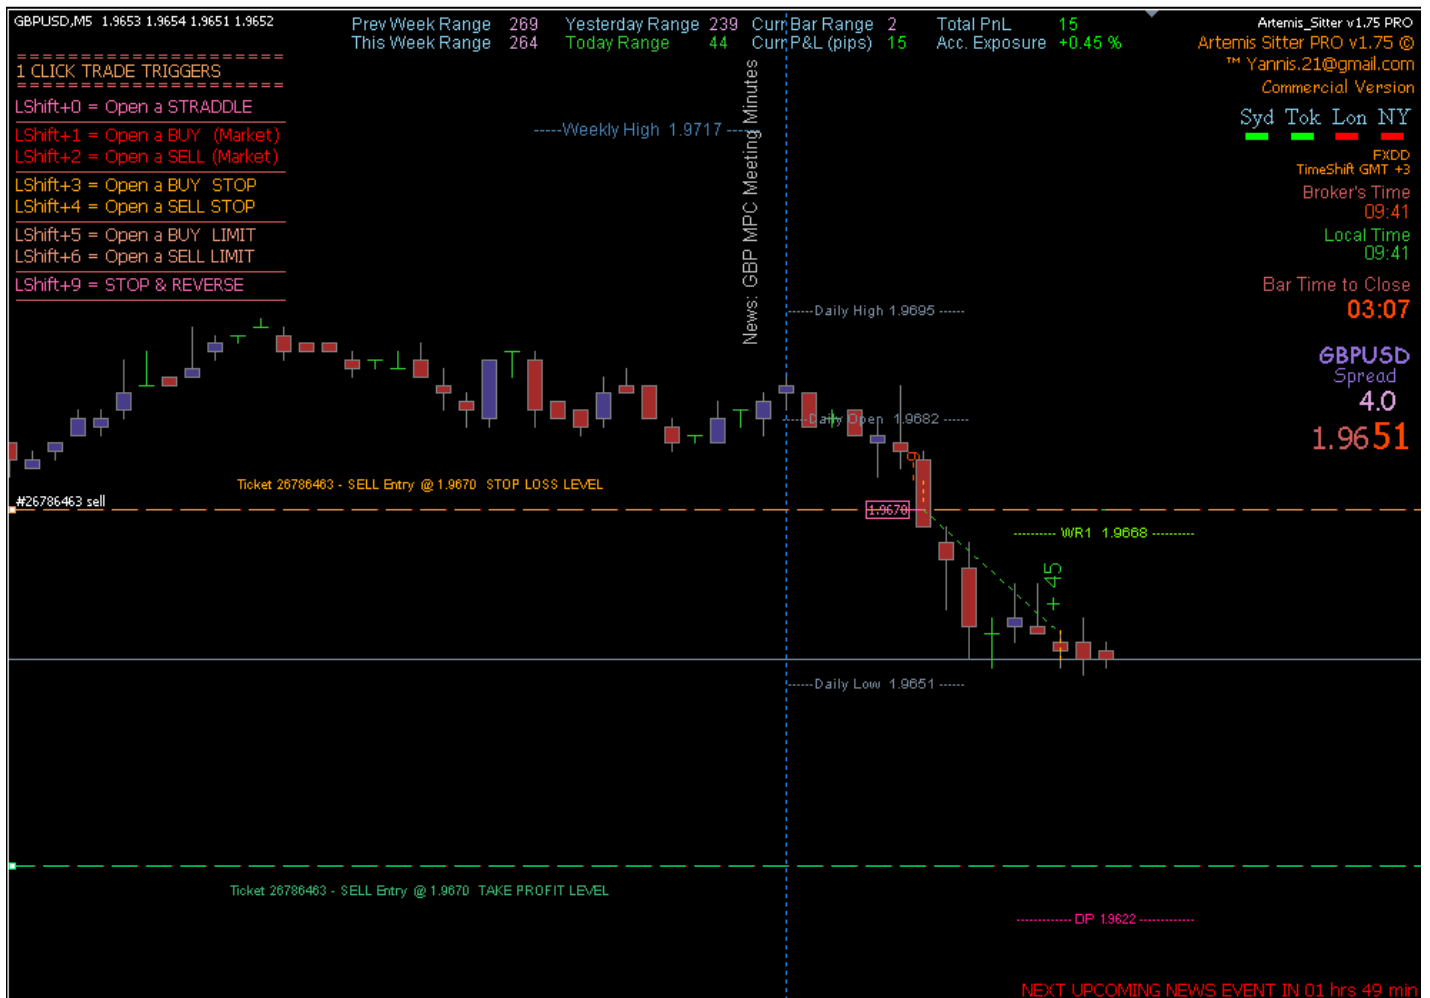 GBPUSD,M5  1.9653 1.9654 1.9651 1.9652
Prev Week Range 269 Yesterday Range 239 Curr Bar Range 2 Total PnL 15
This Week Range 264 Today Range 44 Curr P&L (pips) 15 Acc. Exposure +0.45 %
Artemis_Sitter v1.75 PRO
Artemis Sitter PRO v1.75 ©
™ Yannis.21@gmail.com
Commercial Version
Syd Tok Lon NY
FXDD
TimeShift GMT +3
Broker's Time
09:41
Local Time
09:41
Bar Time to Close
03:07
GBPUSD
Spread
4.0
1.9651
==================
1 CLICK TRADE TRIGGERS
==================
LShift+0 = Open a STRADDLE
LShift+1 = Open a BUY (Market)
LShift+2 = Open a SELL (Market)
LShift+3 = Open a BUY STOP
LShift+4 = Open a SELL STOP
LShift+5 = Open a BUY LIMIT
LShift+6 = Open a SELL LIMIT
LShift+9 = STOP & REVERSE
-----Weekly High 1.9717-----
News: GBP MPC Meeting Minutes
------Daily High 1.9695 ------
------Daily Open 1.9682 ------
-9
Ticket 26786463 - SELL Entry @ 1.9670 STOP LOSS LEVEL
#26786463 sell
1.9670
---------- WR1 1.9668 ----------
+ 45
------Daily Low 1.9651 ------
Ticket 26786463 - SELL Entry @ 1.9670 TAKE PROFIT LEVEL
------------- DP 1.9622 -------------
NEXT UPCOMING NEWS EVENT IN 01 hrs 49 min